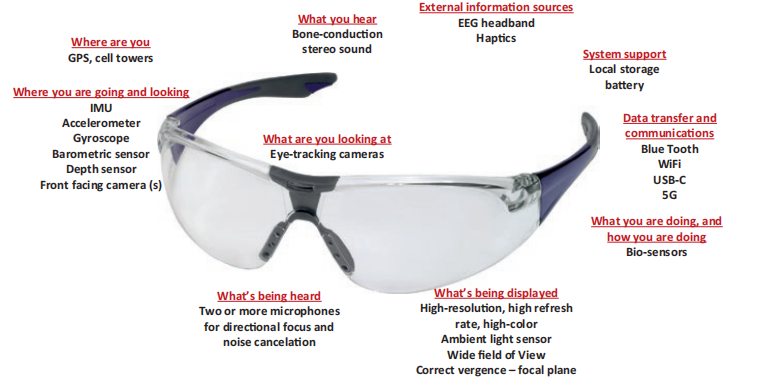 External information sources
EEG headband
Haptics
What you hear
Bone-conduction
stereo sound
Where are you
GPS, cell towers
System support
Local storage
battery
Where you are going and looking
IMU
Accelerometer
Gyroscope
Barometric sensor
Depth sensor
Front facing camera (s)
What are you looking at
Eye-tracking cameras
Data transfer and
communications
Blue Tooth
WiFi
USB-C
5G
What you are doing, and
how you are doing
Bio-sensors
What's being heard
Two or more microphones
for directional focus and
noise cancelation
What's being displayed
High-resolution, high refresh
rate, high-color
Ambient light sensor
Wide field of View
Correct vergence – focal plane